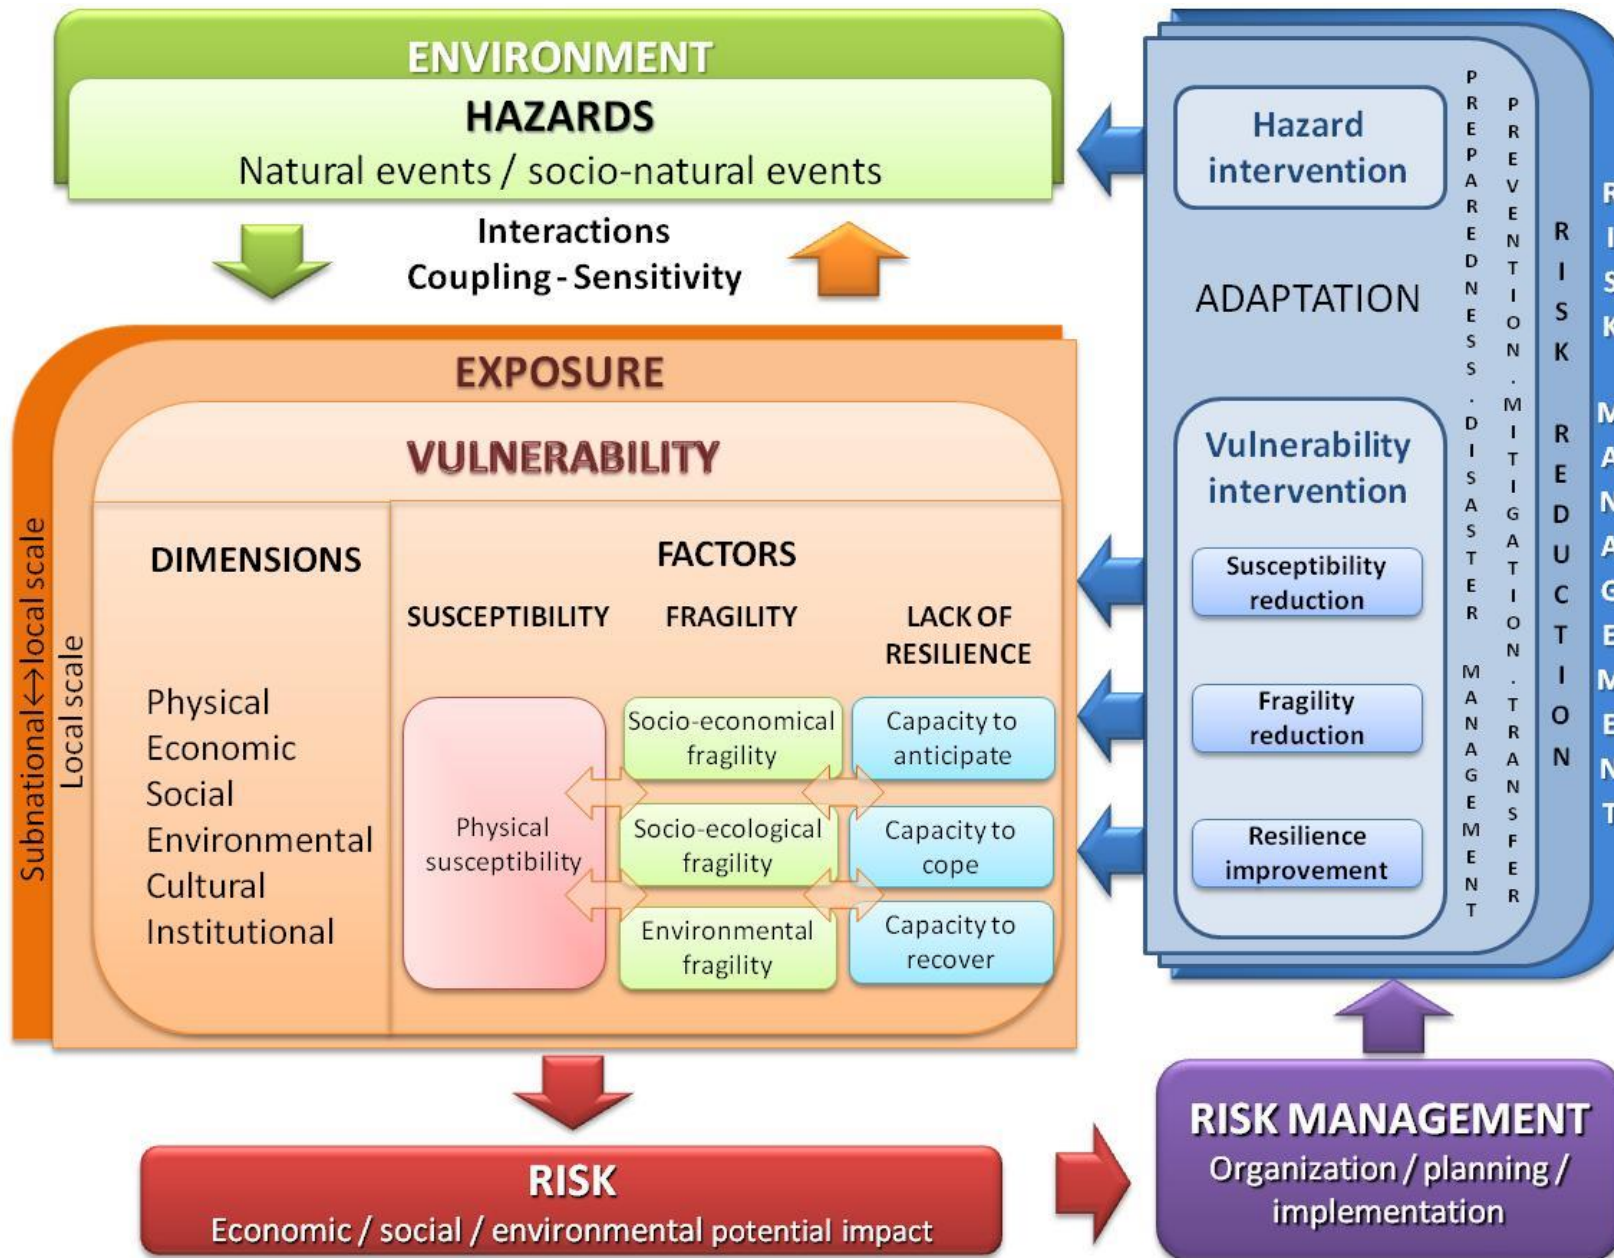 ENVIRONMENT
HAZARDS
Natural events / socio-natural events
Interactions
Coupling - Sensitivity
EXPOSURE
VULNERABILITY
Subnational↔local scale
Local scale
DIMENSIONS
Physical
Economic
Social
Environmental
Cultural
Institutional
FACTORS
SUSCEPTIBILITY
FRAGILITY
LACK OF
RESILIENCE
Physical
susceptibility
Socio-economical
fragility
Socio-ecological
fragility
Environmental
fragility
Capacity to
anticipate
Capacity to
cope
Capacity to
recover
Hazard
intervention
ADAPTATION
Vulnerability
intervention
Susceptibility
reduction
Fragility
reduction
Resilience
improvement
PREPAREDNESS.DISASTER MANAGEMENT
PREVENTION.MITIGATION.TRANSFER
RISK REDUCTION
RISK MANAGEMENT
RISK
Economic / social / environmental potential impact
RISK MANAGEMENT
Organization / planning /
implementation